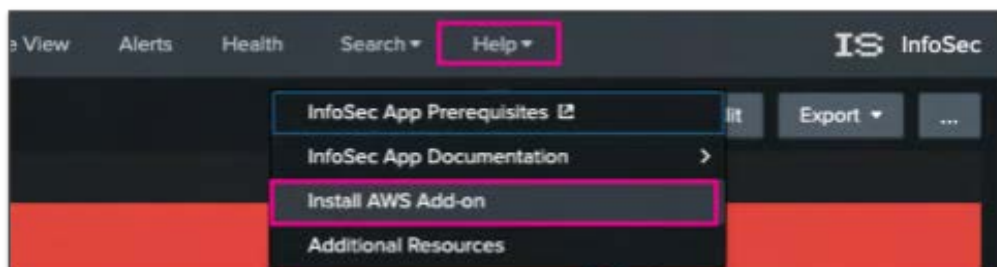 e View Alerts Health Search Help IS InfoSec
InfoSec App Prerequisites
lit Export ...
InfoSec App Documentation >
Install AWS Add-on
Additional Resources